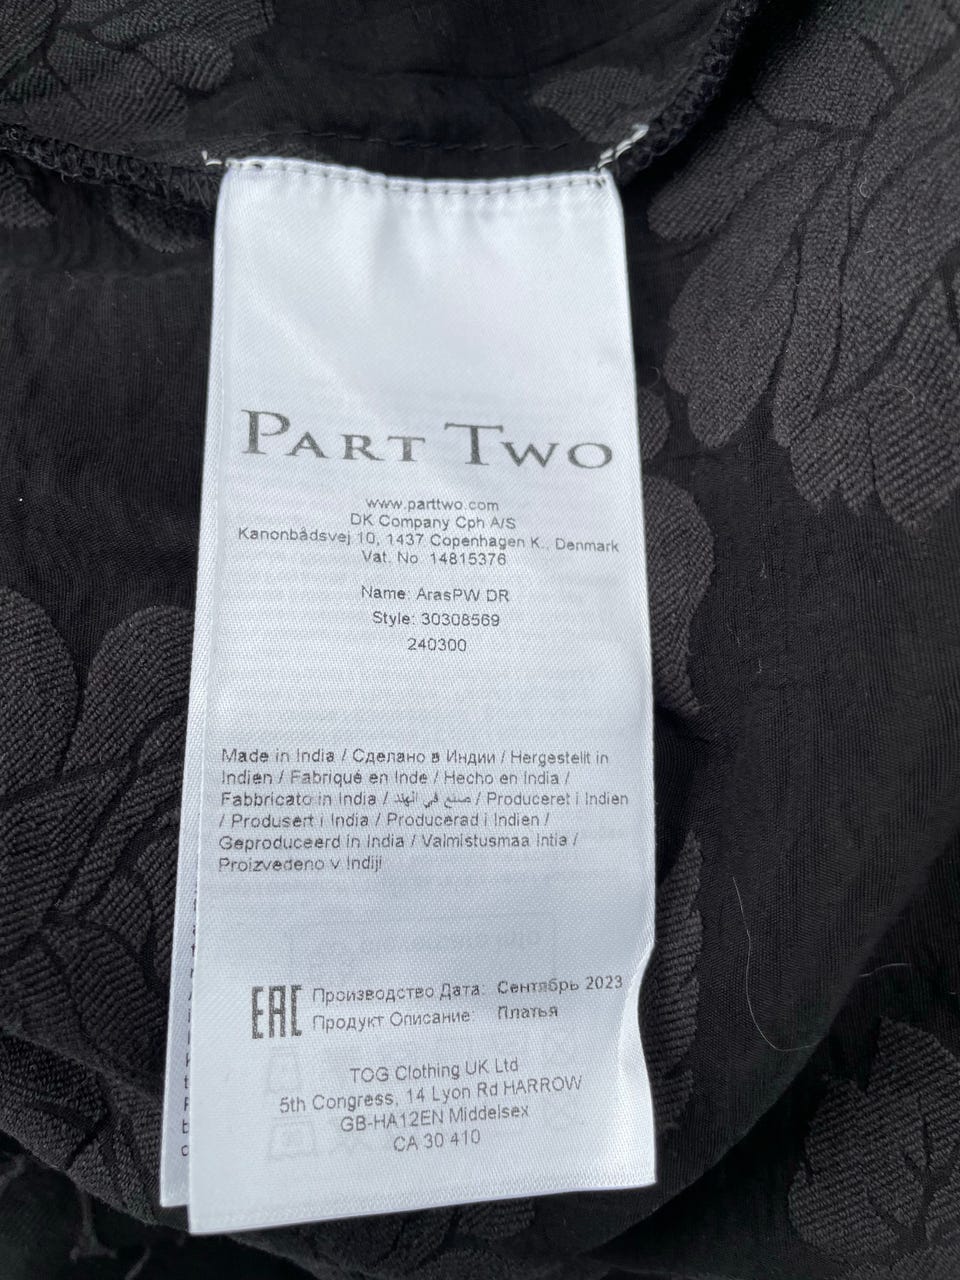 PART TWO
www.parttwo.com
DK Company Cph A/S
Kanonbådsvej 10, 1437 Copenhagen K., Denmark
Vat. No. 14815376
Name: ArasPW DR
Style: 30308569
240300
Made in India / Сделано в Индии / Hergestellt in
Indien / Fabriqué en Inde / Hecho en India /
Fabbricato in India / صنع في الهند / Produceret i Indien
/ Produsert i India / Producerad i Indien /
Geproduceerd in India / Valmistusmaa Intia /
Proizvedeno v Indiji
EAC Производство Дата: Сентябрь 2023
Продукт Описание: Платья
TOG Clothing UK Ltd
5th Congress, 14 Lyon Rd HARROW
GB-HA12EN Middelsex
CA 30 410